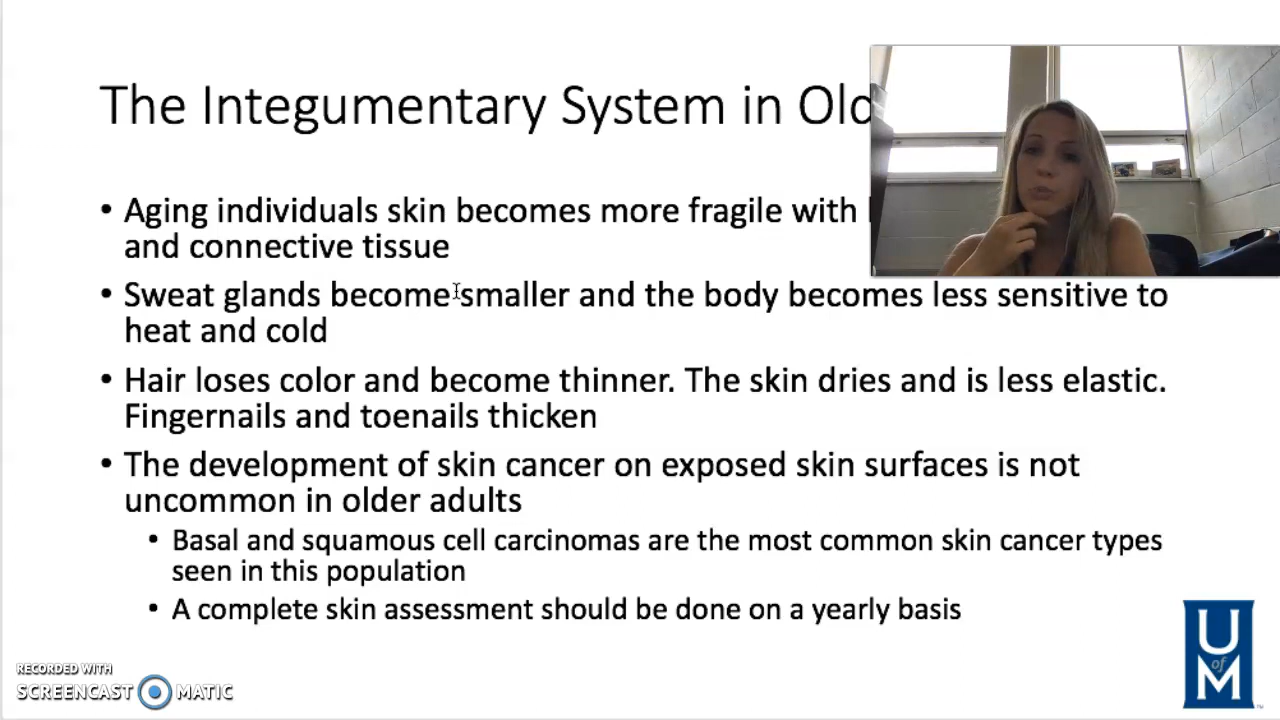 The Integumentary System in Old
• Aging individuals skin becomes more fragile with
and connective tissue
• Sweat glands become smaller and the body becomes less sensitive to
heat and cold
• Hair loses color and become thinner. The skin dries and is less elastic.
Fingernails and toenails thicken
• The development of skin cancer on exposed skin surfaces is not
uncommon in older adults
• Basal and squamous cell carcinomas are the most common skin cancer types
seen in this population
• A complete skin assessment should be done on a yearly basis
RECORDED WITH
SCREENCAST MATIC
U
of
M
TM